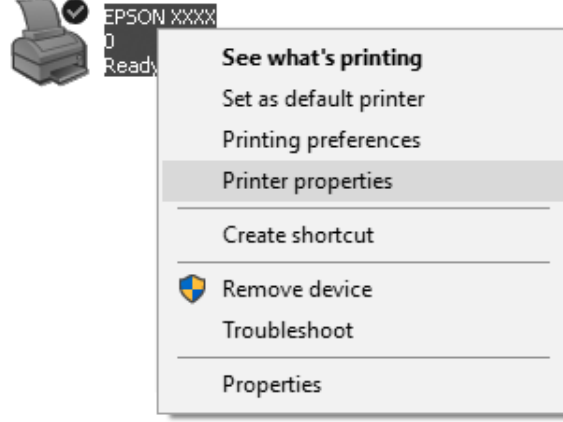 EPSON XXXX
0
Ready
See what's printing
Set as default printer
Printing preferences
Printer properties
Create shortcut
Remove device
Troubleshoot
Properties